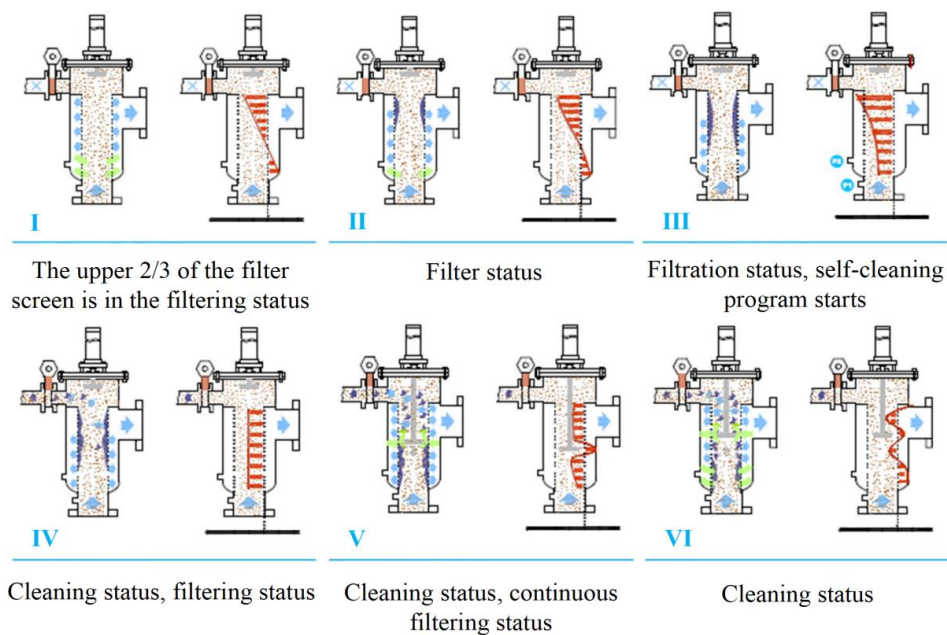 I
II
III
The upper 2/3 of the filter
screen is in the filtering status
Filter status
Filtration status, self-cleaning
program starts
IV
V
VI
Cleaning status, filtering status
Cleaning status, continuous
filtering status
Cleaning status